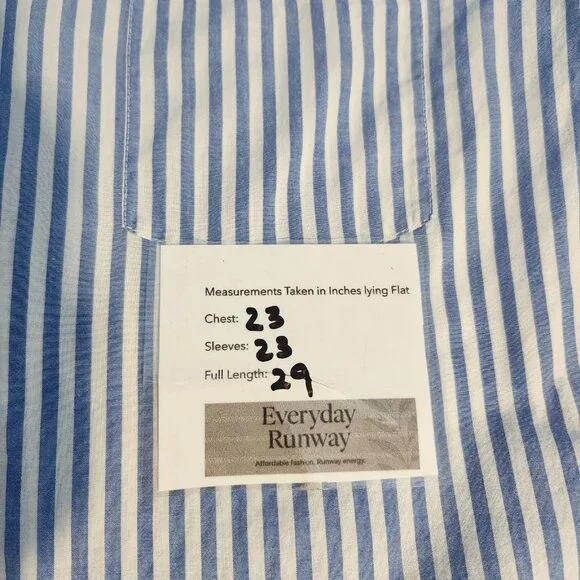 Measurements Taken in Inches lying Flat
Chest: 23
Sleeves: 23
Full Length: 29
Everyday
Runway
Affordable fashion. Runway energy.